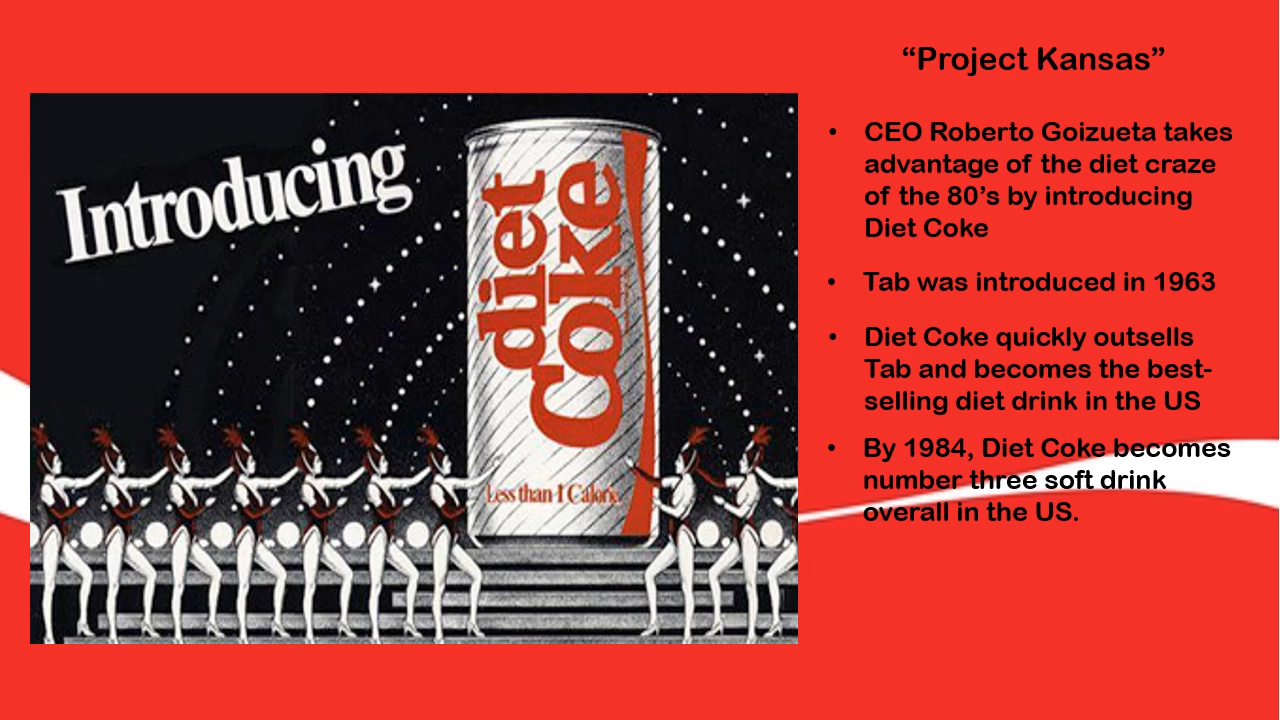 “Project Kansas”
Introducing
diet
Coke
Less than 1 Calorie
• CEO Roberto Goizueta takes
advantage of the diet craze
of the 80’s by introducing
Diet Coke
• Tab was introduced in 1963
• Diet Coke quickly outsells
Tab and becomes the best-
selling diet drink in the US
• By 1984, Diet Coke becomes
number three soft drink
overall in the US.